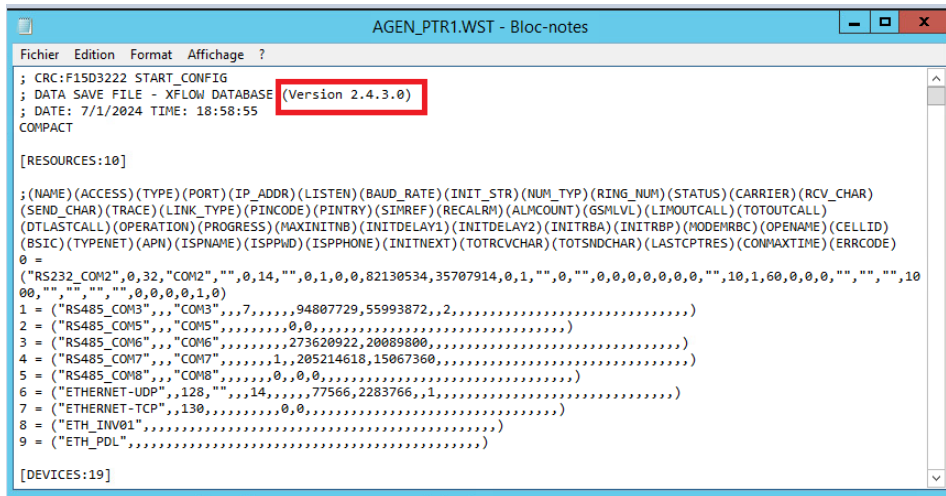 AGEN_PTR1.WST - Bloc-notes
Fichier Edition Format Affichage ?
; CRC:F15D3222 START_CONFIG
; DATA SAVE FILE - XFLOW DATABASE (Version 2.4.3.0)
; DATE: 7/1/2024 TIME: 18:58:55
COMPACT
[RESOURCES:10]
;(NAME)(ACCESS)(TYPE)(PORT)(IP_ADDR)(LISTEN)(BAUD_RATE)(INIT_STR)(NUM_TYP)(RING_NUM)(STATUS)(CARRIER)(RCV_CHAR)
(SEND_CHAR)(TRACE)(LINK_TYPE)(PINCODE)(PINTRY)(SIMREF)(RECALRM)(ALMCOUNT)(GSMLVL)(LIMOUTCALL)(TOTOUTCALL)
(DTLASTCALL)(OPERATION)(PROGRESS)(MAXINITNB)(INITDELAY1)(INITDELAY2)(INITRBA)(INITRBP)(MODEMRBC)(OPENAME)(CELLID)
(BSIC)(TYPENET)(APN)(ISPNAME)(ISPPWD)(ISPPHONE)(INITNEXT)(TOTRCVCHAR)(TOTSNDCHAR)(LASTCPTRES)(CONMAXTIME)(ERRCODE)
0 =
("RS232_COM2",0,32,"COM2","",0,14,"",0,1,0,0,82130534,35707914,0,1,"",0,"",0,0,0,0,0,0,0,"",10,1,60,0,0,0,"","","",10
00,"","","","",0,0,0,0,1,0)
1 = ("RS485_COM3",,,"COM3",,,7,,,,,,94807729,55993872,,2,,,,,,,,,,,,,,,,,,,,,,,,,,,,,,,)
2 = ("RS485_COM5",,,"COM5",,,,,,,,,0,0,,,,,,,,,,,,,,,,,,,,,,,,,,,,,,,,,)
3 = ("RS485_COM6",,,"COM6",,,,,,,,,273620922,20089800,,,,,,,,,,,,,,,,,,,,,,,,,,,,,,,,,)
4 = ("RS485_COM7",,,"COM7",,,,,,,1,,205214618,15067360,,,,,,,,,,,,,,,,,,,,,,,,,,,,,,,,,)
5 = ("RS485_COM8",,,"COM8",,,,,,,0,,0,0,,,,,,,,,,,,,,,,,,,,,,,,,,,,,,,,,)
6 = ("ETHERNET-UDP",,128,"",,,14,,,,,,77566,2283766,,1,,,,,,,,,,,,,,,,,,,,,,,,,,,,,,,)
7 = ("ETHERNET-TCP",,130,,,,,,,,,,0,0,,,,,,,,,,,,,,,,,,,,,,,,,,,,,,,,,)
8 = ("ETH_INV01",,,,,,,,,,,,,,,,,,,,,,,,,,,,,,,,,,,,,,,,,,,,,,)
9 = ("ETH_PDL",,,,,,,,,,,,,,,,,,,,,,,,,,,,,,,,,,,,,,,,,,,,,,)
[DEVICES:19]